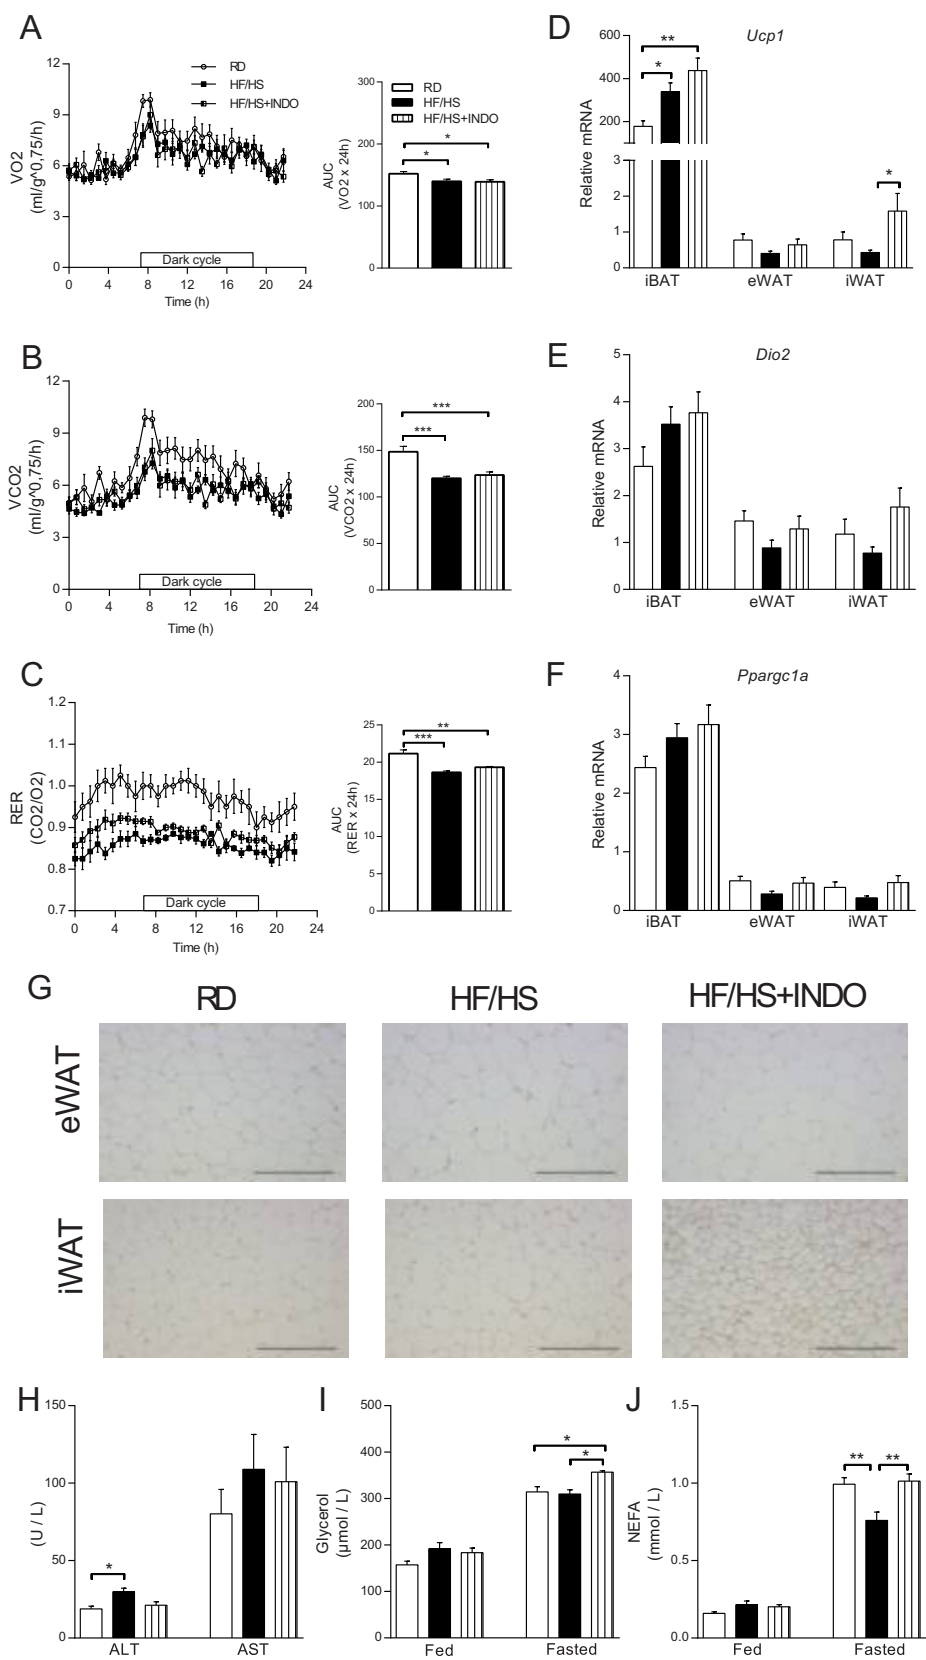 A
RD
HF/HS
HF/HS+INDO
VO2
(ml/g^0,75/h)
12
9
6
3
0
Dark cycle
0 4 8 12 16 20 24
Time (h)
RD
HF/HS
HF/HS+INDO
AUC
(VO2 x 24h)
300
200
100
0
*
*
D
Ucp1
Relative mRNA
600
400
200
3
2
1
0
**
*
*
iBAT eWAT iWAT
B
VCO2
(ml/g^0,75/h)
12
9
6
3
0
Dark cycle
0 4 8 12 16 20 24
Time (h)
AUC
(VCO2 x 24h)
200
150
100
50
0
***
***
E
Dio2
Relative mRNA
5
4
3
2
1
0
iBAT eWAT iWAT
C
RER
(CO2/O2)
1.2
1.1
1.0
0.9
0.8
0.7
Dark cycle
0 4 8 12 16 20 24
Time (h)
AUC
(RER x 24h)
25
20
15
10
5
0
**
***
F
Ppargc1a
Relative mRNA
4
3
2
1
0
iBAT eWAT iWAT
G
RD HF/HS HF/HS+INDO
eWAT
iWAT
H
(U / L)
150
100
50
0
*
ALT AST
I
Glycerol
(µmol / L)
500
400
300
200
100
0
*
*
Fed Fasted
J
NEFA
(mmol / L)
1.5
1.0
0.5
0.0
** **
Fed Fasted